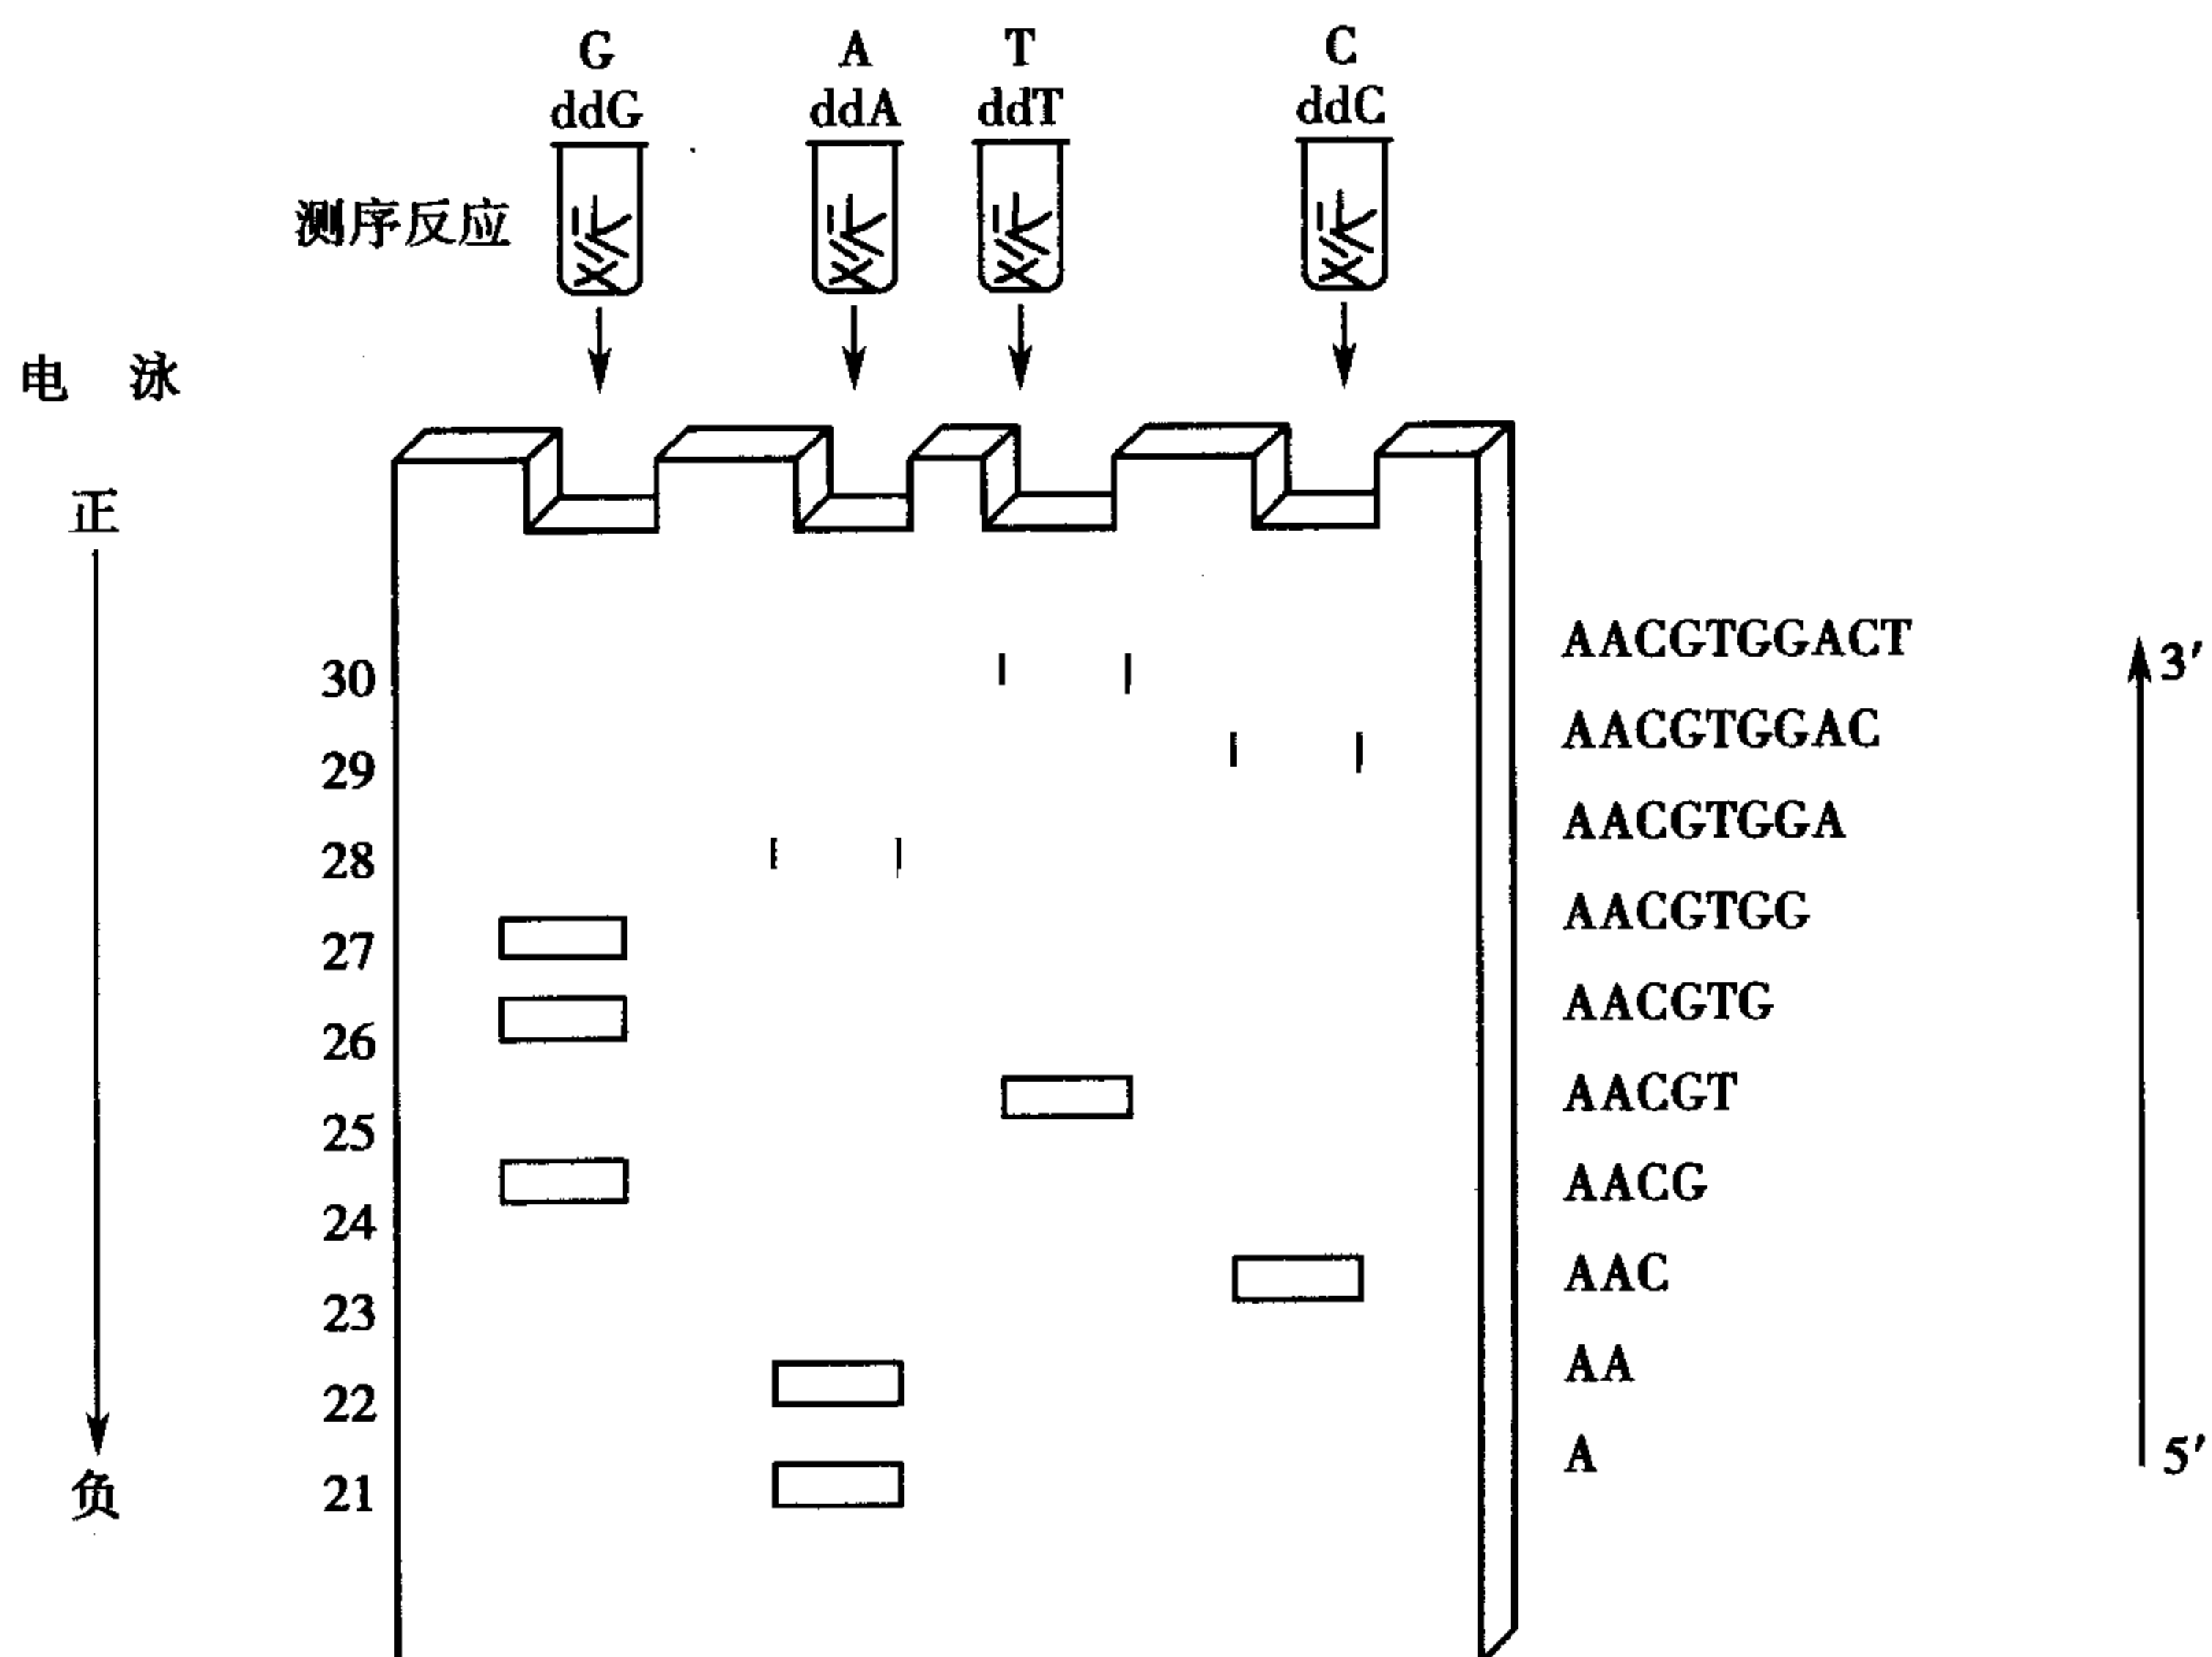 G A T C
ddG ddA ddT ddC
测序反应
电 泳
正
AACGTGGACT
30
3′
AACGTGGAC
29
AACGTGGA
28
AACGTGG
27
AACGTG
26
AACGT
25
AACG
24
AAC
23
AA
22
A
21
5′
负